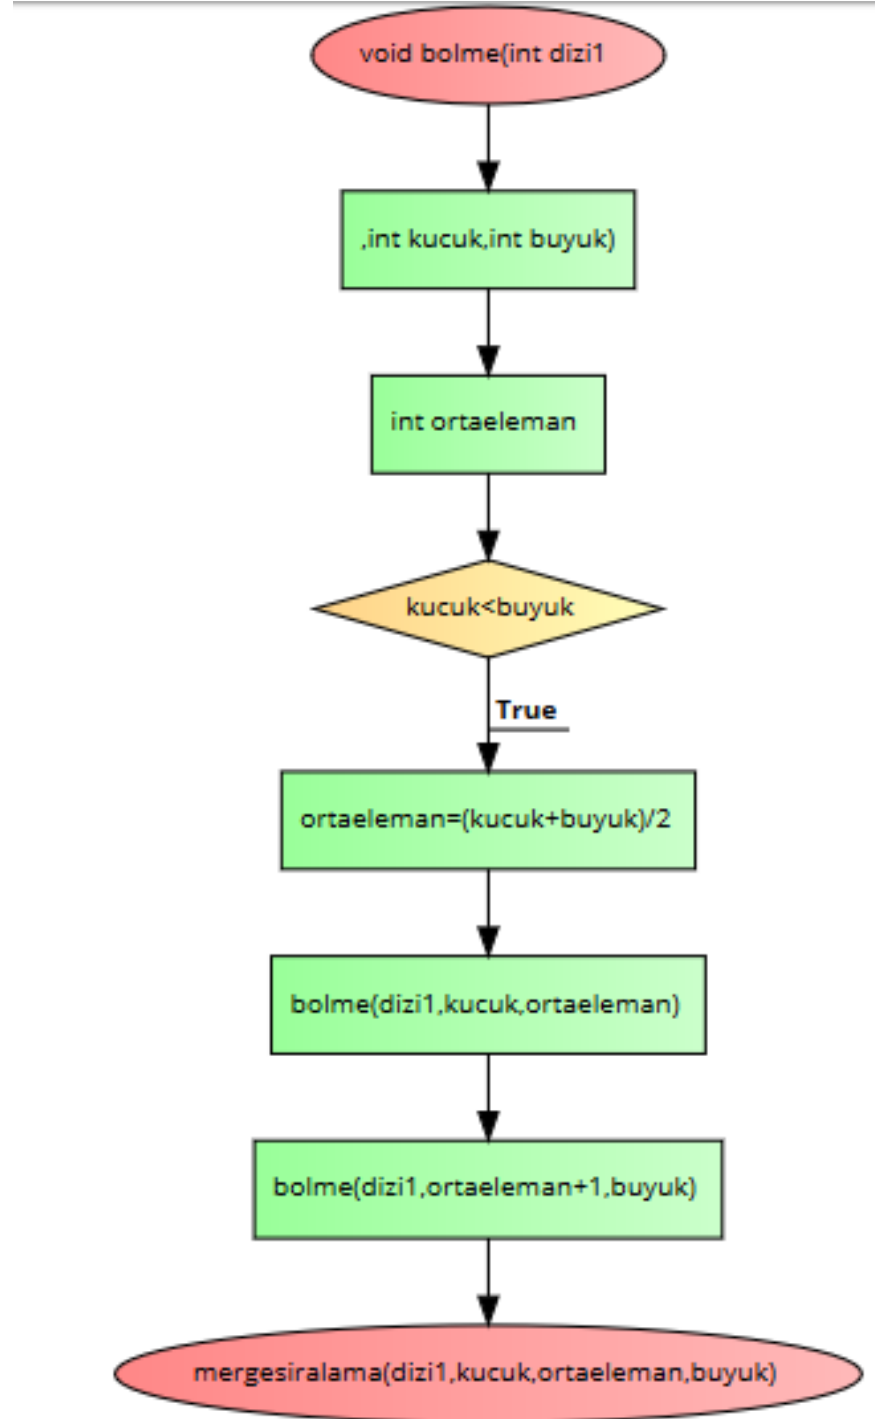 void bolme(int dizi1
,int kucuk,int buyuk)
int ortaeleman
kucuk<buyuk
True
ortaeleman=(kucuk+buyuk)/2
bolme(dizi1,kucuk,ortaeleman)
bolme(dizi1,ortaeleman+1,buyuk)
mergesiralama(dizi1,kucuk,ortaeleman,buyuk)